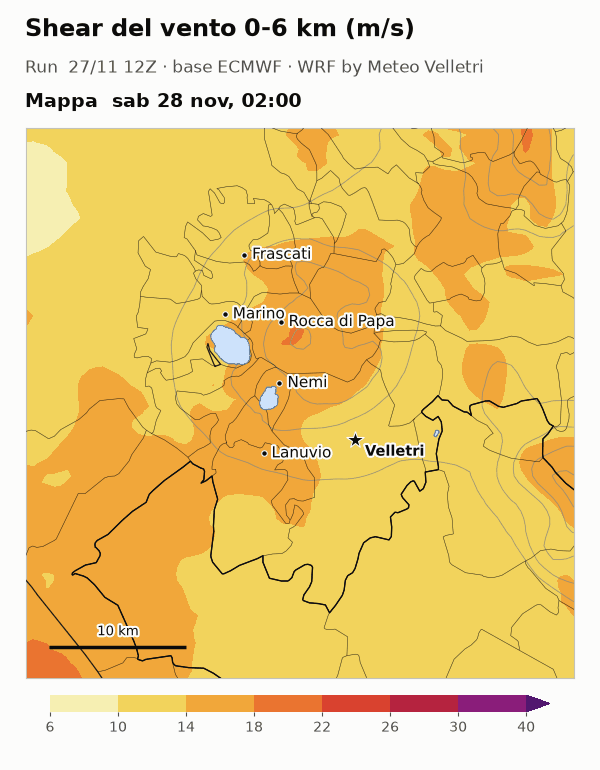 Shear del vento 0-6 km (m/s)
Run  27/11 12Z · base ECMWF · WRF by Meteo Velletri
Mappa  sab 28 nov, 02:00
Frascati
Marino
Rocca di Papa
Nemi
Velletri
Lanuvio
10 km
6 10 14 18 22 26 30 40